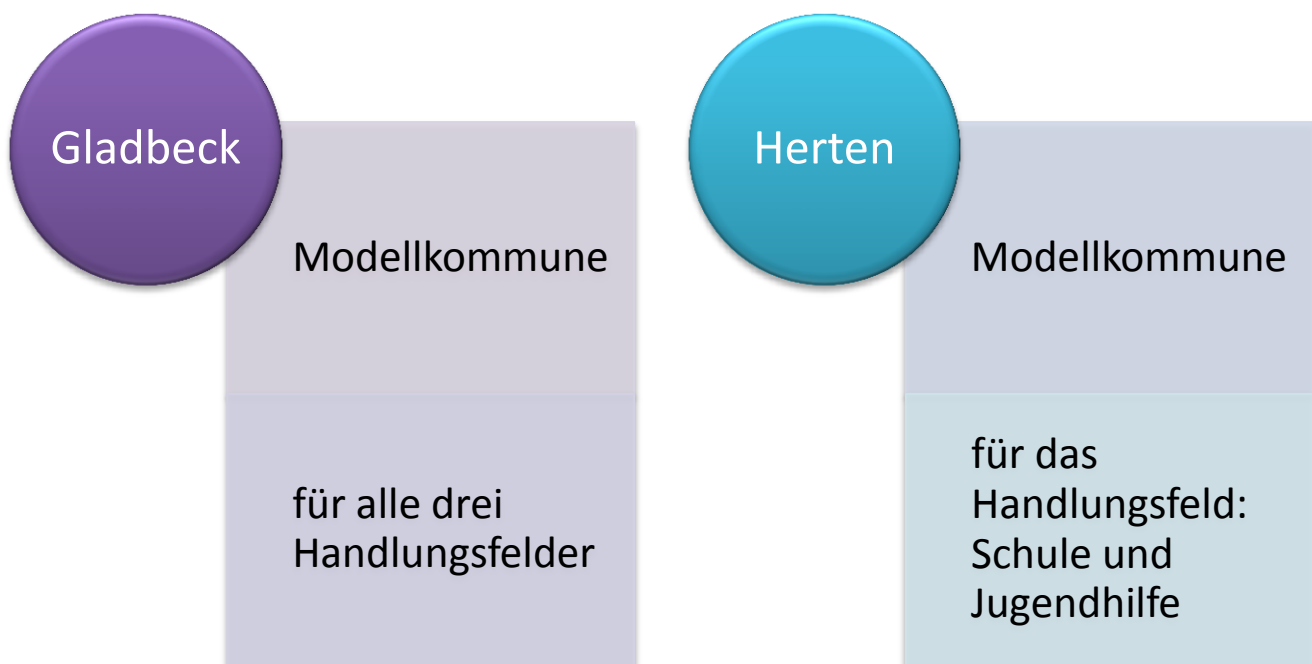 Gladbeck
Modellkommune
für alle drei
Handlungsfelder
Herten
Modellkommune
für das
Handlungsfeld:
Schule und
Jugendhilfe